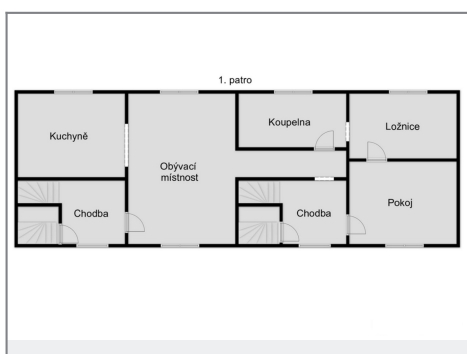 1. patro
Kuchyně
Obývací
místnost
Koupelna
Ložnice
Chodba
Chodba
Pokoj